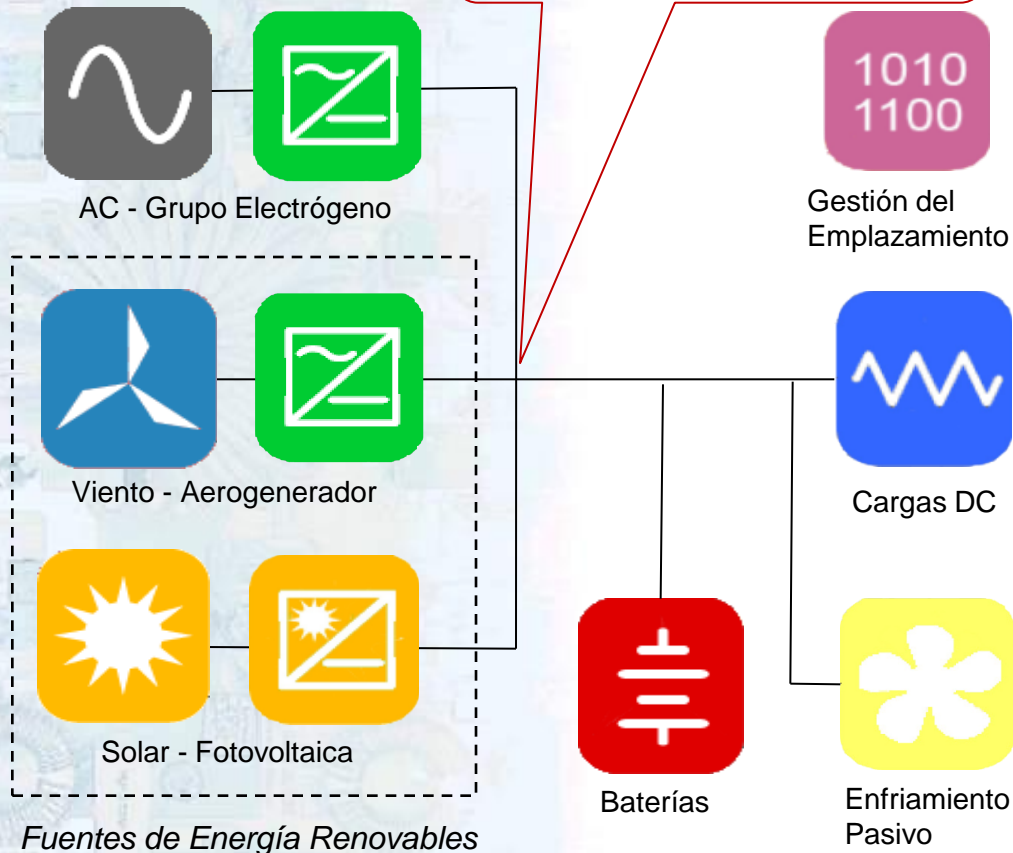 1010
1100
AC - Grupo Electrógeno
Gestión del
Emplazamiento
Viento - Aerogenerador
Cargas DC
Solar - Fotovoltaica
Baterías
Enfriamiento
Pasivo
Fuentes de Energía Renovables